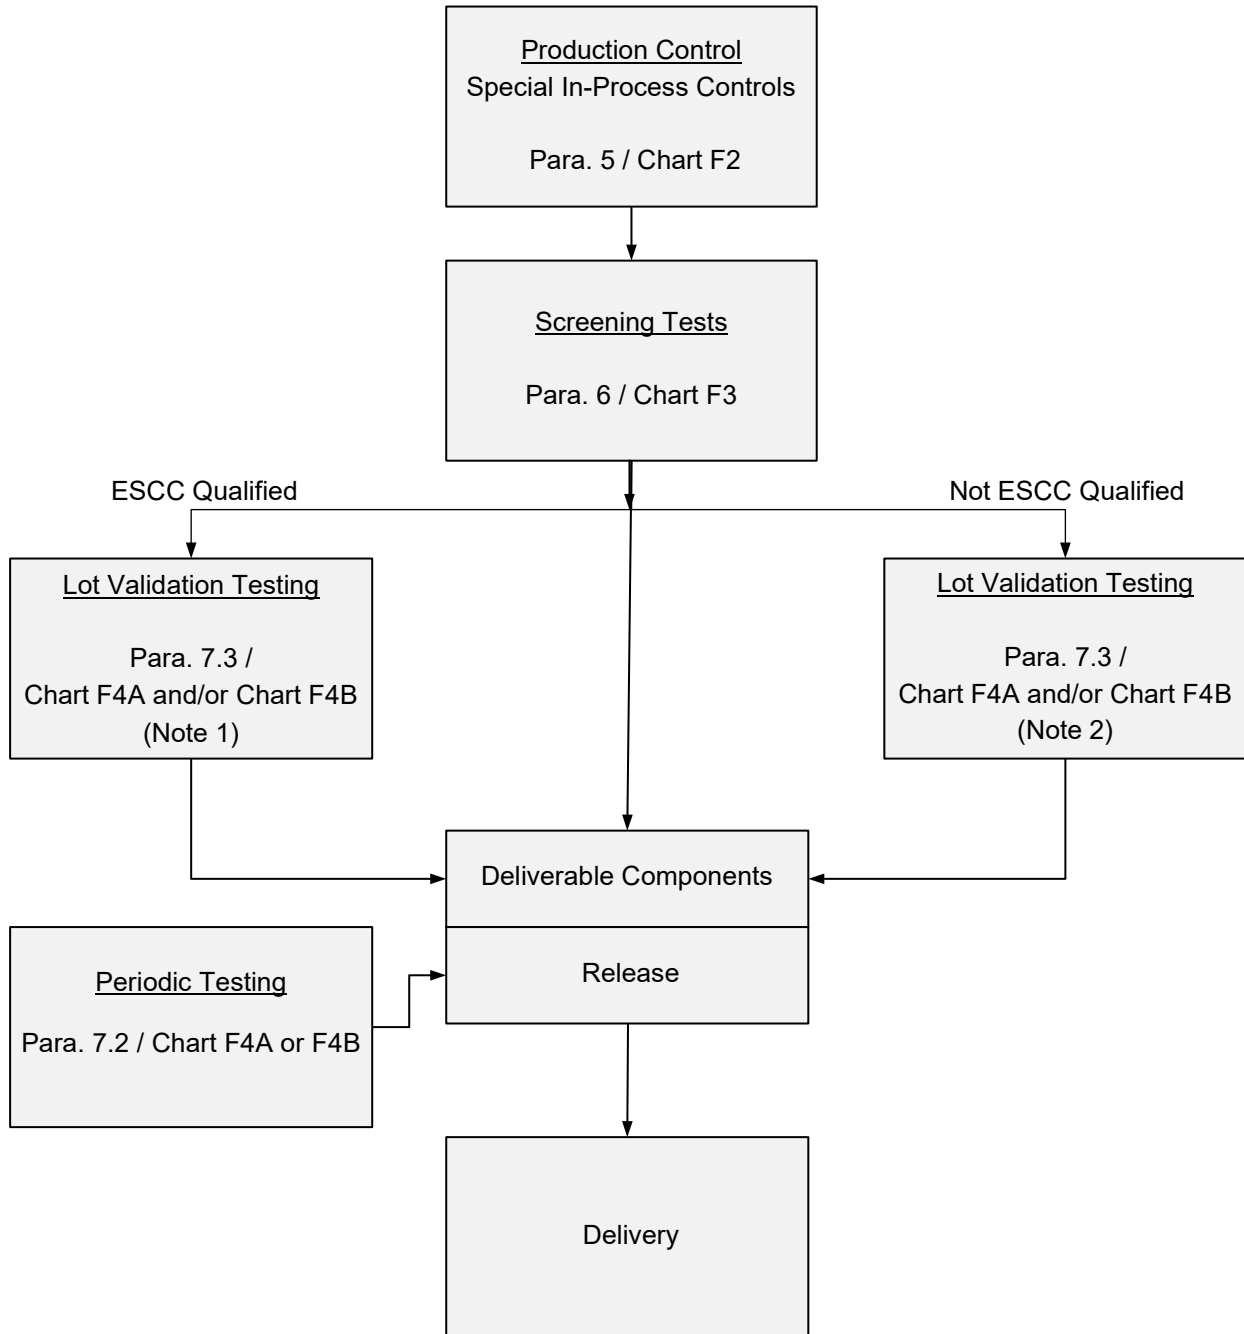 Production Control
Special In-Process Controls
Para. 5 / Chart F2
Screening Tests
Para. 6 / Chart F3
ESCC Qualified
Not ESCC Qualified
Lot Validation Testing
Para. 7.3 /
Chart F4A and/or Chart F4B
(Note 1)
Lot Validation Testing
Para. 7.3 /
Chart F4A and/or Chart F4B
(Note 2)
Deliverable Components
Release
Periodic Testing
Para. 7.2 / Chart F4A or F4B
Delivery